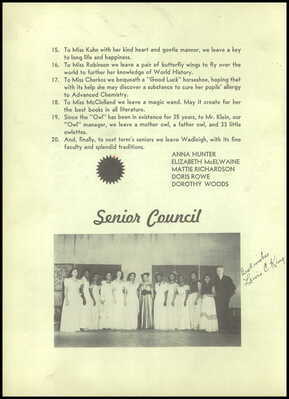 15. To Miss Kuhn with her kind heart and gentle manner, we leave a key
to long life and happiness.
16. To Miss Robinson we leave a pair of butterfly wings to fly over the
world to further her knowledge of World History.
17. To Miss Cherkos we bequeath a "Good Luck" horseshoe, hoping that
with its help she may discover a substance to cure her pupils' allergy
to Advanced Chemistry.
18. To Miss McClelland we leave a magic wand. May it create for her
the best books in all literature.
19. Since the "Owl" has been in existence for 25 years, to Mr. Klein, our
"Owl" manager, we leave a mother owl, a father owl, and 23 little
owlettes.
20. And, finally, to next term's seniors we leave Wadleigh, with its fine
faculty and splendid traditions.
ANNA HUNTER
ELIZABETH McELWAINE
MATTIE RICHARDSON
DORIS ROWE
DOROTHY WOODS
Senior Council
Best wishes
Lewis C. King